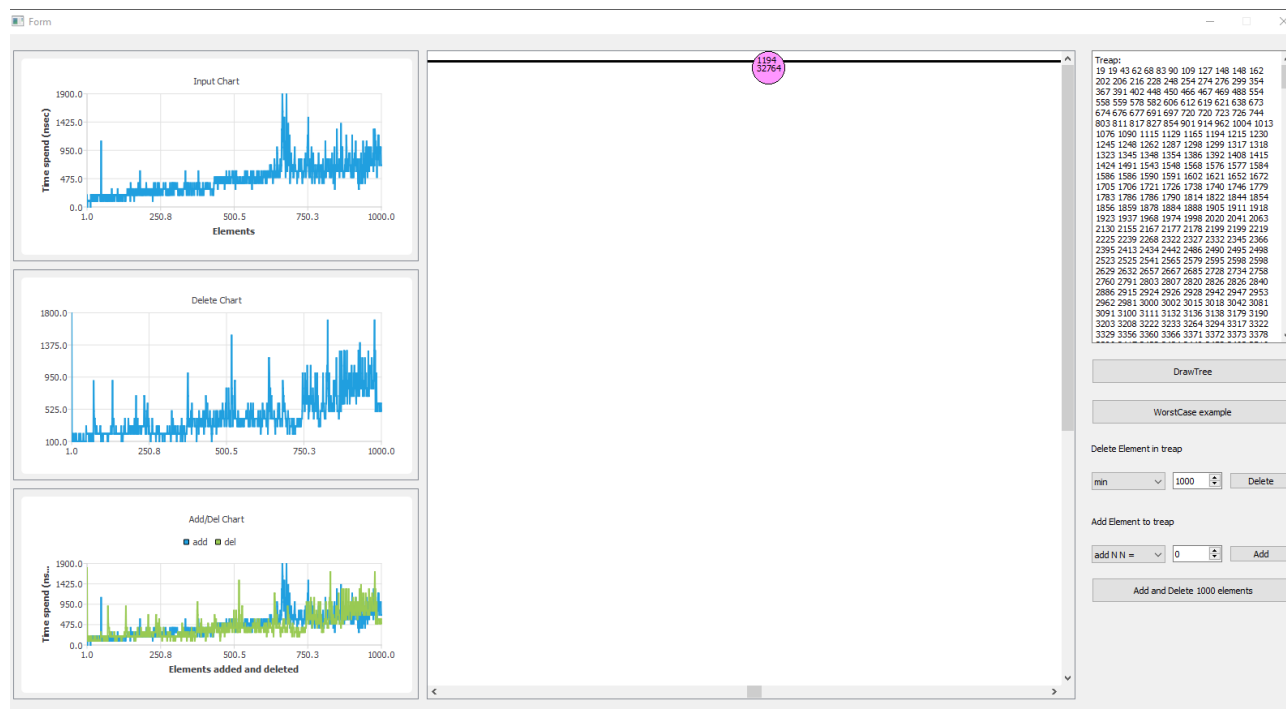 Form
Input Chart
Time spend (nsec)
1900.0
1425.0
950.0
475.0
0.0
1.0 250.8 500.5 750.3 1000.0
Elements
Delete Chart
1800.0
1375.0
950.0
525.0
100.0
1.0 250.8 500.5 750.3 1000.0
Add/Del Chart
add del
Time spend (ns...
1900.0
1425.0
950.0
475.0
0.0
1.0 250.8 500.5 750.3 1000.0
Elements added and deleted
1194
32764
Treap:
19 19 43 62 68 83 90 109 127 148 148 162
202 206 216 228 248 254 274 276 299 354
367 391 402 448 450 466 467 469 488 554
558 559 578 582 606 612 619 621 638 673
674 676 677 691 697 720 720 723 726 744
803 811 817 827 854 901 914 962 1004 1013
1076 1090 1115 1129 1165 1194 1215 1230
1245 1248 1262 1287 1298 1299 1317 1318
1323 1345 1348 1354 1386 1392 1408 1415
1424 1491 1543 1548 1568 1576 1577 1584
1586 1586 1590 1591 1602 1621 1652 1672
1705 1706 1721 1726 1738 1740 1746 1779
1783 1786 1786 1790 1814 1822 1844 1854
1856 1859 1878 1884 1888 1905 1911 1918
1923 1937 1968 1974 1998 2020 2041 2063
2130 2155 2167 2177 2178 2199 2199 2219
2225 2239 2268 2322 2327 2332 2345 2366
2395 2413 2434 2442 2486 2490 2495 2498
2523 2525 2541 2565 2579 2595 2598 2598
2629 2632 2657 2667 2685 2728 2734 2758
2760 2791 2803 2807 2820 2826 2826 2840
2886 2915 2924 2926 2928 2942 2947 2953
2962 2981 3000 3002 3015 3018 3042 3081
3091 3100 3111 3132 3136 3138 3179 3190
3203 3208 3222 3233 3264 3294 3317 3322
3329 3356 3360 3366 3371 3372 3373 3378
DrawTree
WorstCase example
Delete Element in treap
min 1000 Delete
Add Element to treap
add N N = 0 Add
Add and Delete 1000 elements